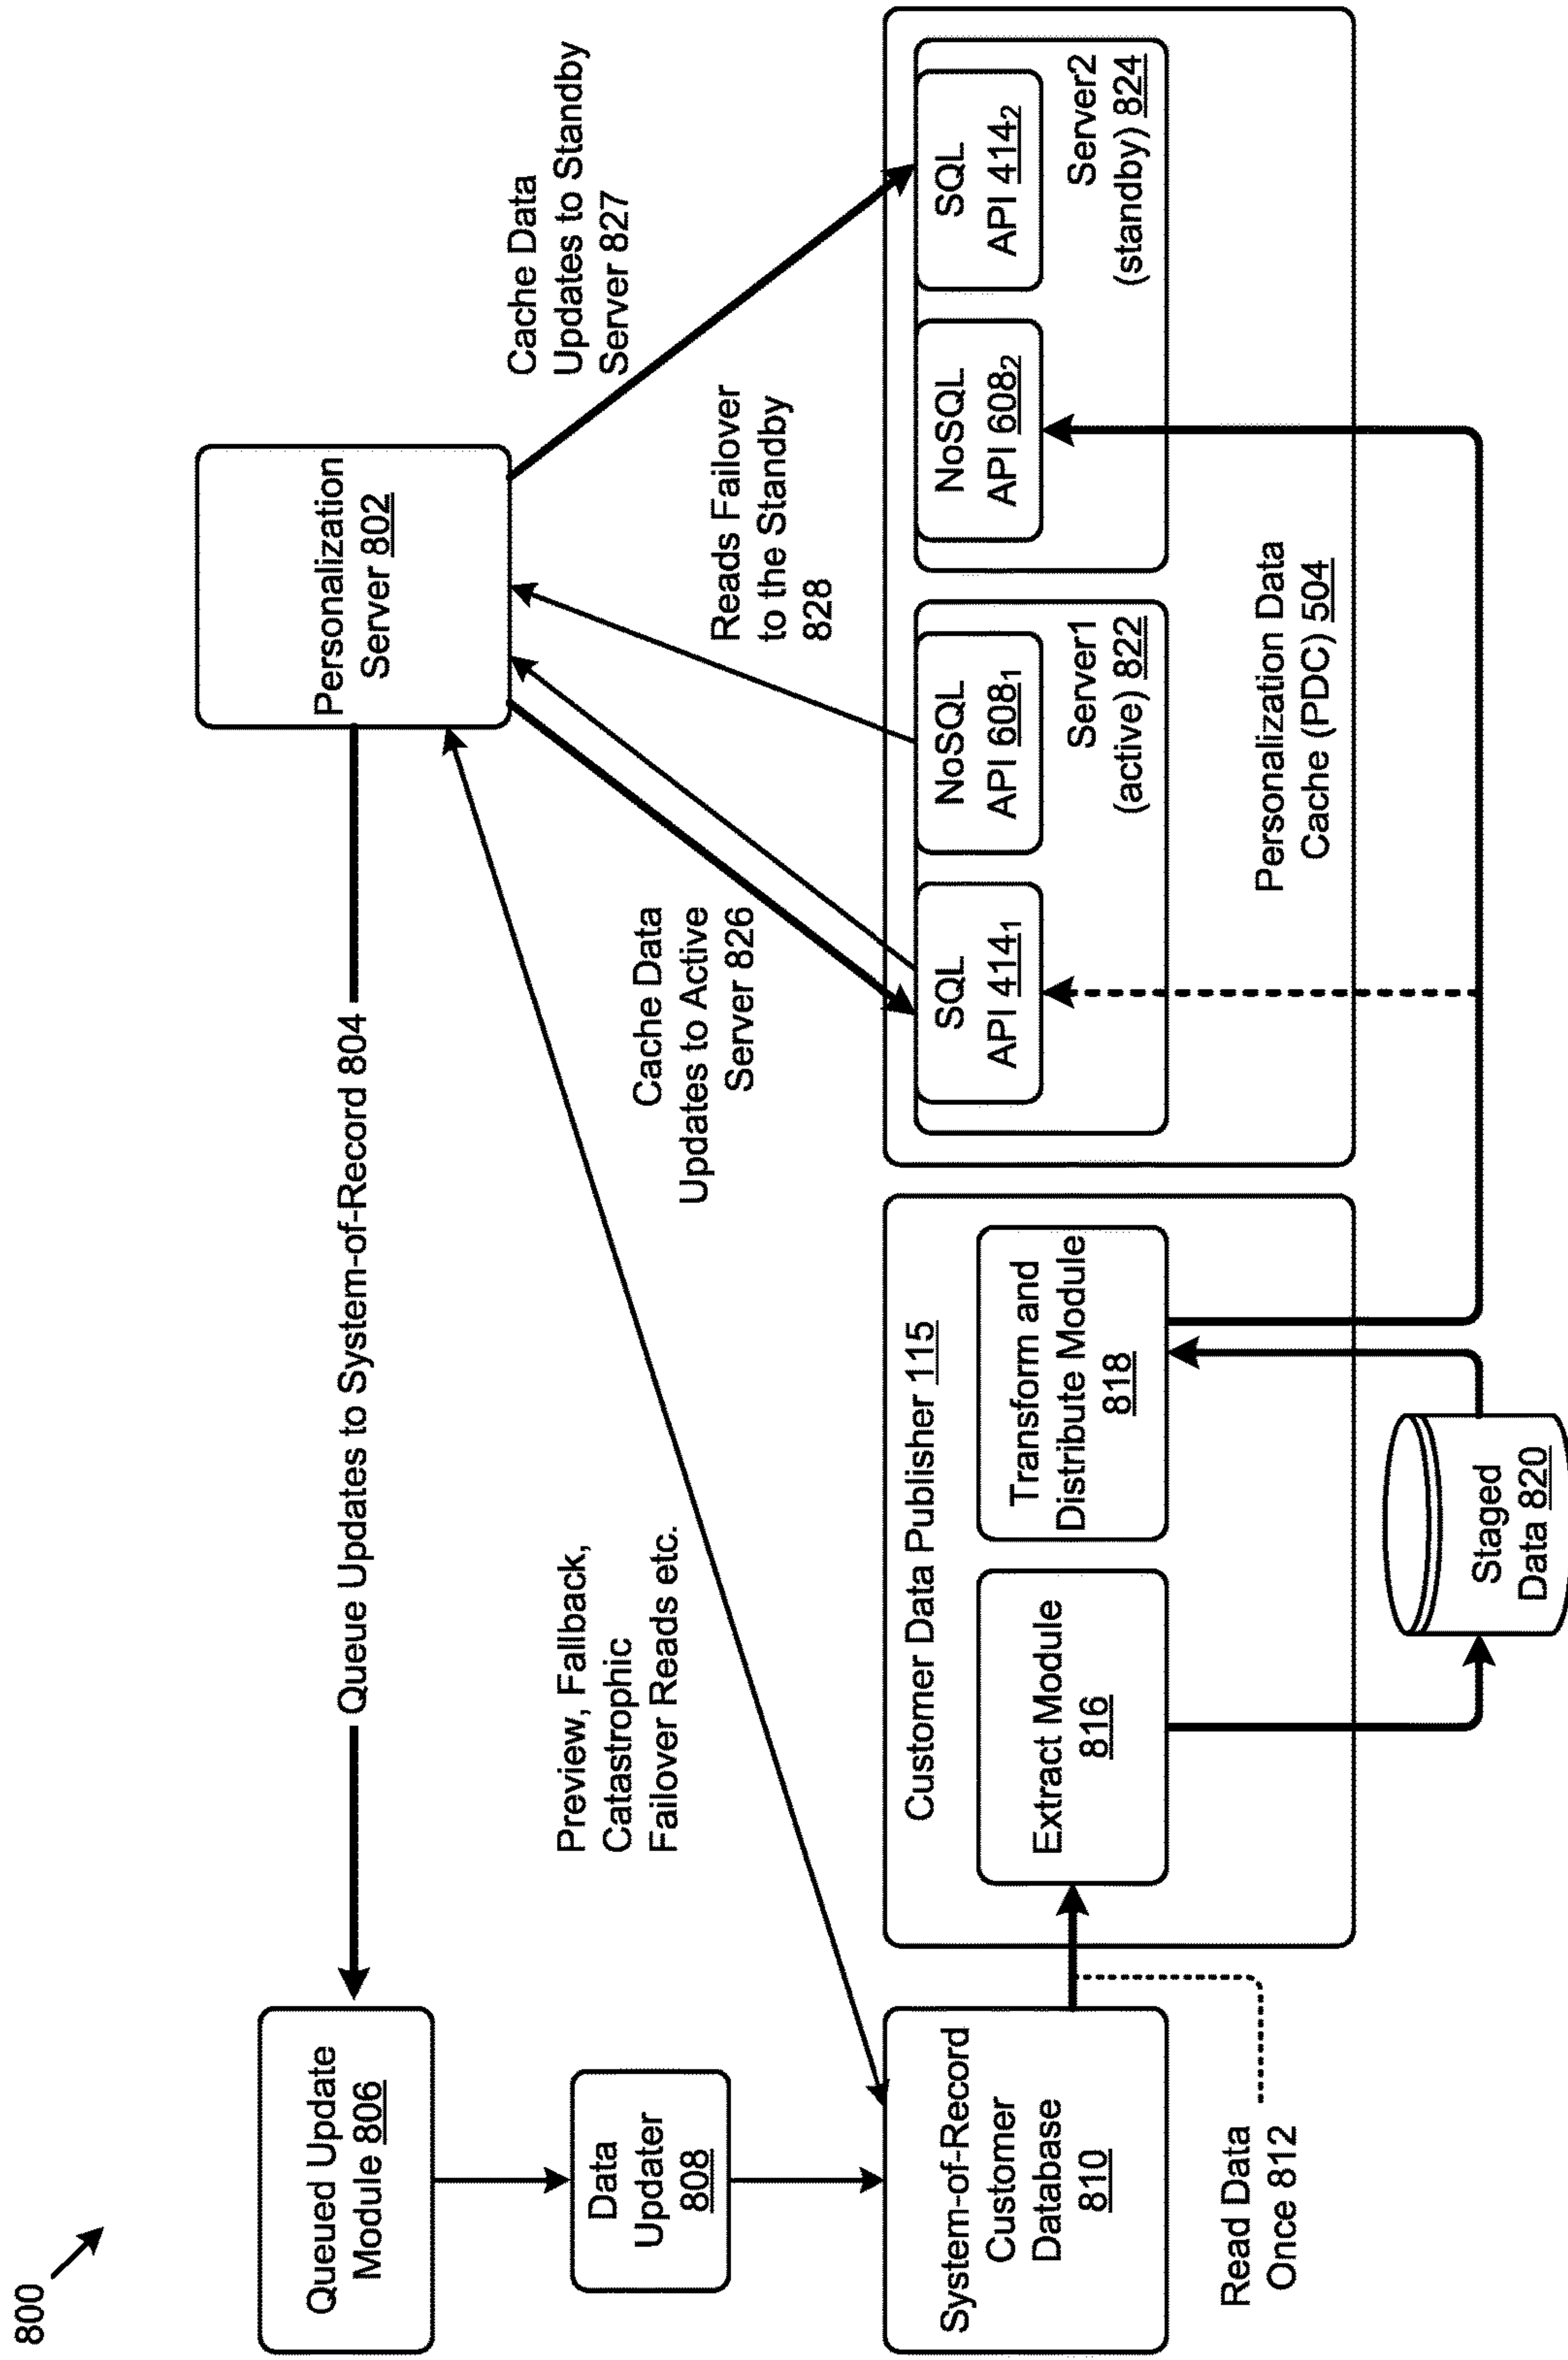 800
Queued Update
Module 806
Queue Updates to System-of-Record 804
Personalization
Server 802
Data
Updater
808
Preview, Fallback,
Catastrophic
Failover Reads etc.
Cache Data
Updates to Active
Server 826
Reads Failover
to the Standby
828
Cache Data
Updates to Standby
Server 827
System-of-Record
Customer
Database
810
Read Data
Once 812
Customer Data Publisher 115
Extract Module
816
Transform and
Distribute Module
818
Staged
Data 820
SQL
API 414₁
NoSQL
API 608₁
Server1
(active) 822
NoSQL
API 608₂
SQL
API 414₂
Server2
(standby) 824
Personalization Data
Cache (PDC) 504